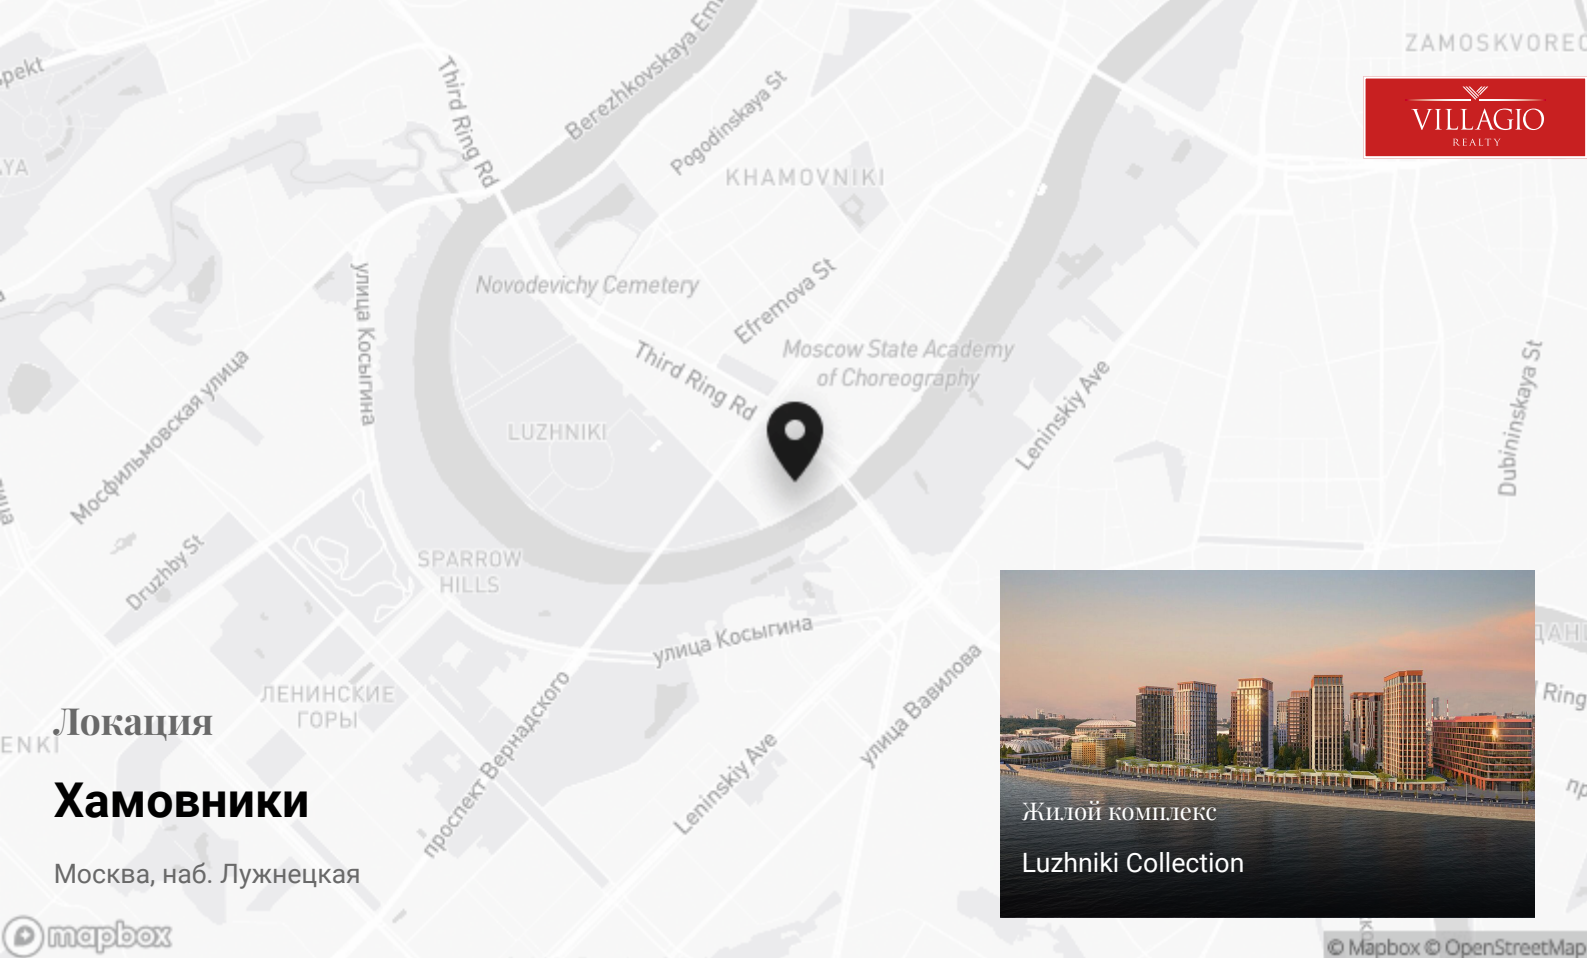 ZAMOSKVOREC
pekt
Third Ring Rd
Berezhkovskaya Em
Pogodinskaya St
VILLAGIO
REALTY
YA
KHAMOVNIKI
улица Косыгина
Novodevichy Cemetery
Efremova St
Third Ring Rd
Moscow State Academy
of Choreography
Leninskiy Ave
Dubininskaya St
Мосфильмовская улица
LUZHNIKI
Druzhby St
SPARROW
HILLS
улица Косыгина
улица Вавилова
проспект Вернадского
Leninskiy Ave
ЛЕНИНСКИЕ
ГОРЫ
ENKI
Ring
Локация
Хамовники
Москва, наб. Лужнецкая
Жилой комплекс
Luzhniki Collection
mapbox
© Mapbox © OpenStreetMap